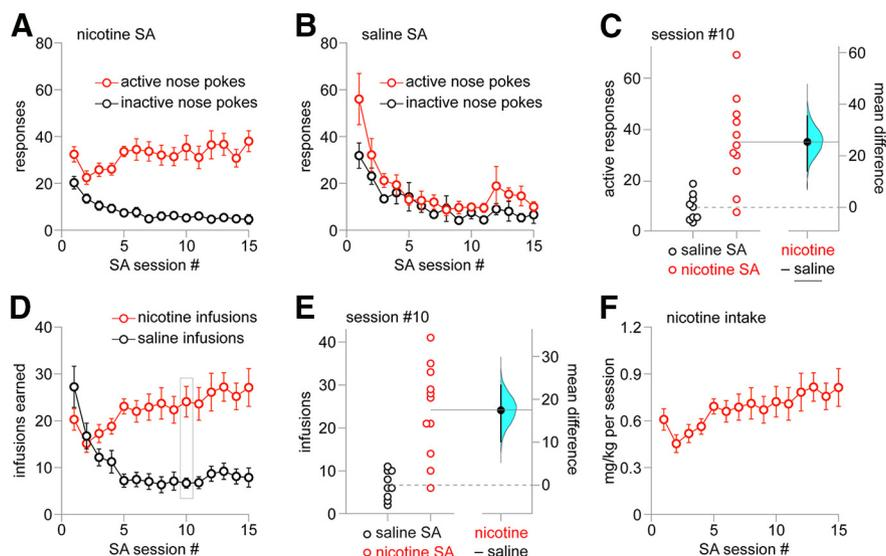 A
nicotine SA
80
60
40
20
0
responses
active nose pokes
inactive nose pokes
0 5 10 15
SA session #
B
saline SA
80
60
40
20
0
responses
active nose pokes
inactive nose pokes
0 5 10 15
SA session #
C
session #10
60
40
20
0
active responses
60
40
20
0
mean difference
saline SA
nicotine SA
nicotine
– saline
D
40
30
20
10
0
infusions earned
nicotine infusions
saline infusions
0 5 10 15
SA session #
E
session #10
40
30
20
10
0
infusions
30
20
10
0
mean difference
saline SA
nicotine SA
nicotine
– saline
F
nicotine intake
1.2
0.9
0.6
0.3
0
mg/kg per session
0 5 10 15
SA session #